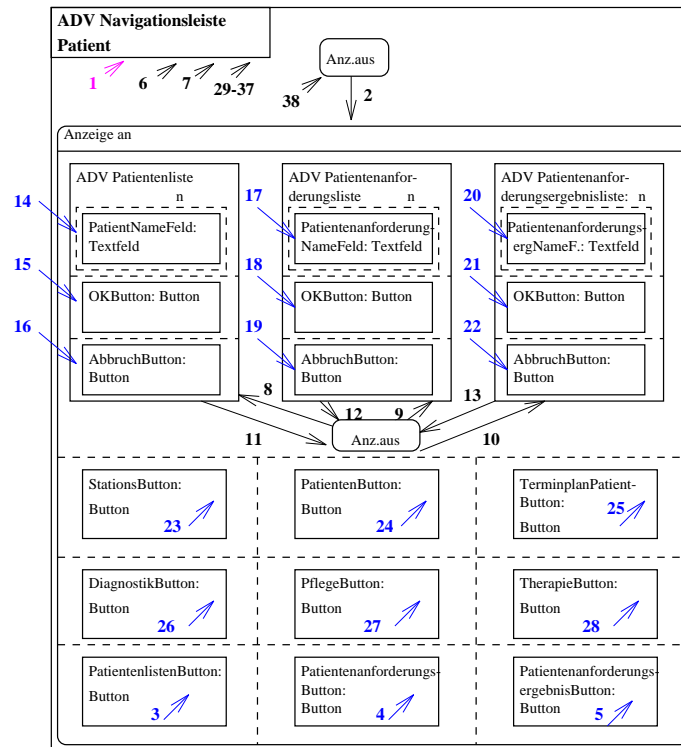 ADV Navigationsleiste
Patient
1
6
7
29-37
38
Anz.aus
2
Anzeige an
ADV Patientenliste
n
14
PatientNameFeld:
Textfeld
15
OKButton: Button
16
AbbruchButton:
Button
ADV Patientenanfor-
derungsliste n
17
Patientenanforderung-
NameFeld: Textfeld
18
OKButton: Button
19
AbbruchButton:
Button
ADV Patientenanfor-
derungsergebnisliste: n
20
Patientenanforderungs-
ergNameF.: Textfeld
21
OKButton: Button
22
AbbruchButton:
Button
8
12
9
13
11
Anz.aus
10
StationsButton:
Button
23
PatientenButton:
Button
24
TerminplanPatient-
Button:
Button
25
DiagnostikButton:
Button
26
PflegeButton:
Button
27
TherapieButton:
Button
28
PatientenlistenButton:
Button
3
Patientenanforderungs-
Button:
Button
4
Patientenanforderungs-
ergebnisButton:
Button
5